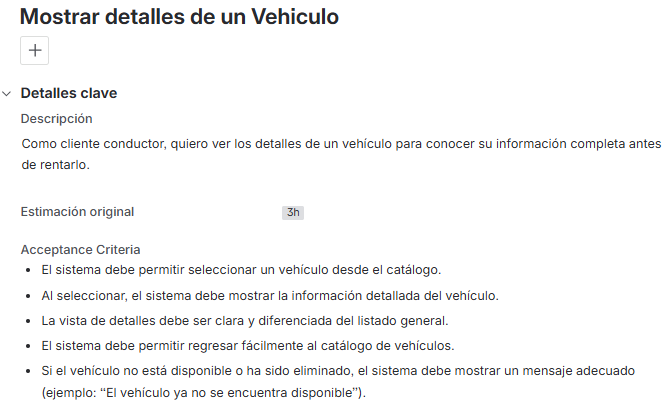 Mostrar detalles de un Vehiculo
Detalles clave
Descripción
Como cliente conductor, quiero ver los detalles de un vehículo para conocer su información completa antes
de rentarlo.
Estimación original 3h
Acceptance Criteria
• El sistema debe permitir seleccionar un vehículo desde el catálogo.
• Al seleccionar, el sistema debe mostrar la información detallada del vehículo.
• La vista de detalles debe ser clara y diferenciada del listado general.
• El sistema debe permitir regresar fácilmente al catálogo de vehículos.
• Si el vehículo no está disponible o ha sido eliminado, el sistema debe mostrar un mensaje adecuado
(ejemplo: “El vehículo ya no se encuentra disponible”).